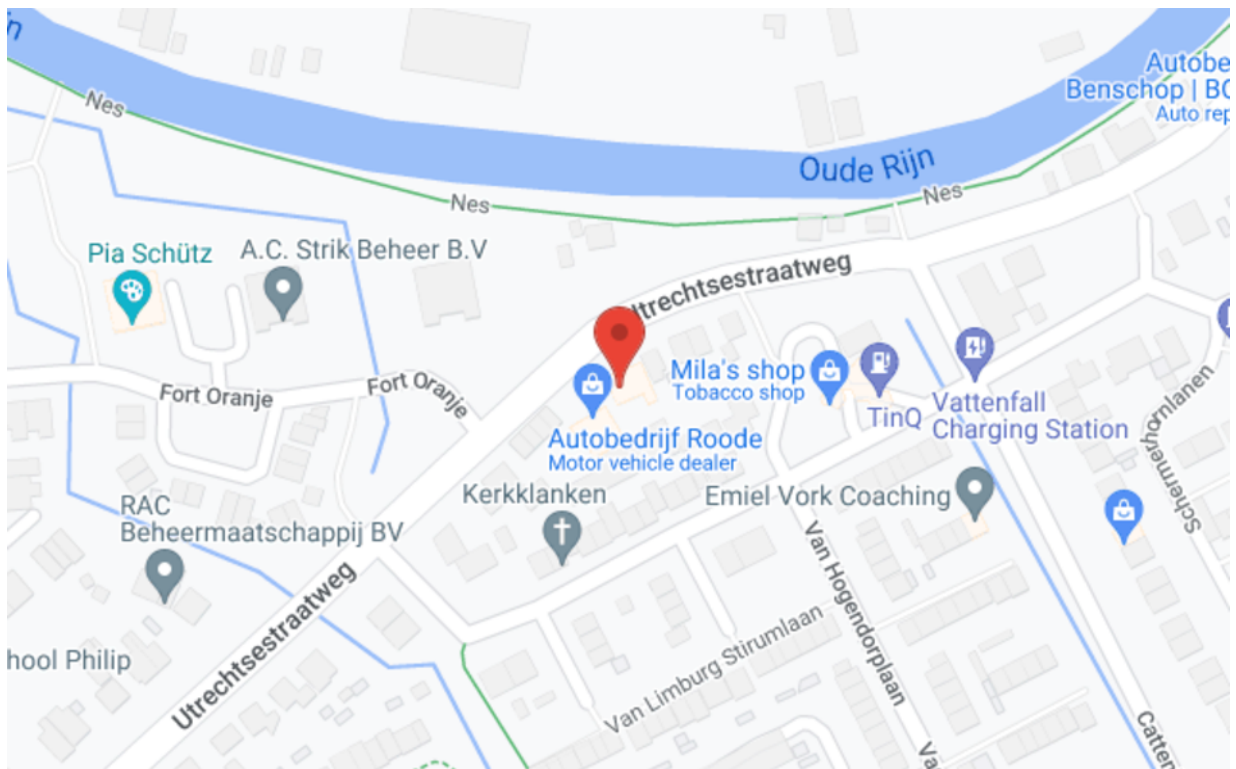 jn
Nes
Autobe
Benschop | BO
Auto rep
Oude Rijn
Nes
Nes
Pia Schütz
A.C. Strik Beheer B.V
Utrechtsestraatweg
Fort Oranje
Fort Oranje
Mila's shop
Tobacco shop
TinQ
Vattenfall
Charging Station
Schermerhornlanen
Autobedrijf Roode
Motor vehicle dealer
Kerkklanken
Emiel Vork Coaching
RAC
Beheermaatschappij BV
Van Hogendorplaan
Utrechtsestraatweg
hool Philip
Van Limburg Stirumlaan
Va
Catten